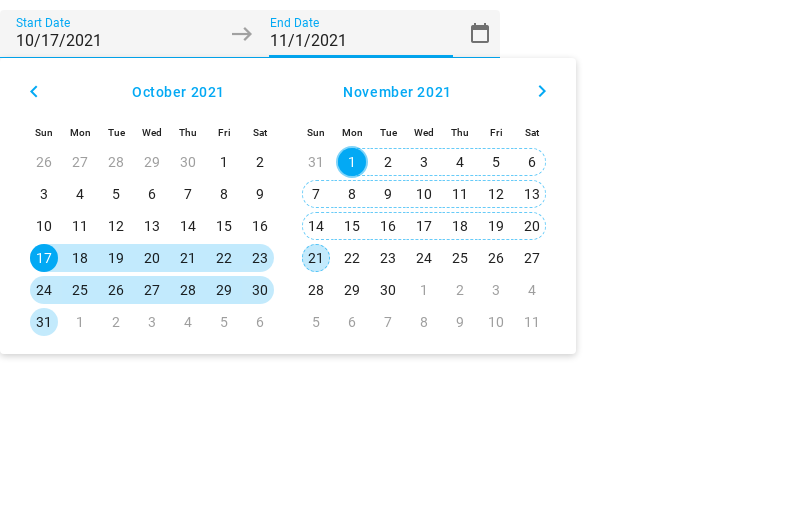 Start Date
10/17/2021
End Date
11/1/2021
October 2021
Sun Mon Tue Wed Thu Fri Sat
26 27 28 29 30 1 2
3 4 5 6 7 8 9
10 11 12 13 14 15 16
17 18 19 20 21 22 23
24 25 26 27 28 29 30
31 1 2 3 4 5 6
November 2021
Sun Mon Tue Wed Thu Fri Sat
31 1 2 3 4 5 6
7 8 9 10 11 12 13
14 15 16 17 18 19 20
21 22 23 24 25 26 27
28 29 30 1 2 3 4
5 6 7 8 9 10 11